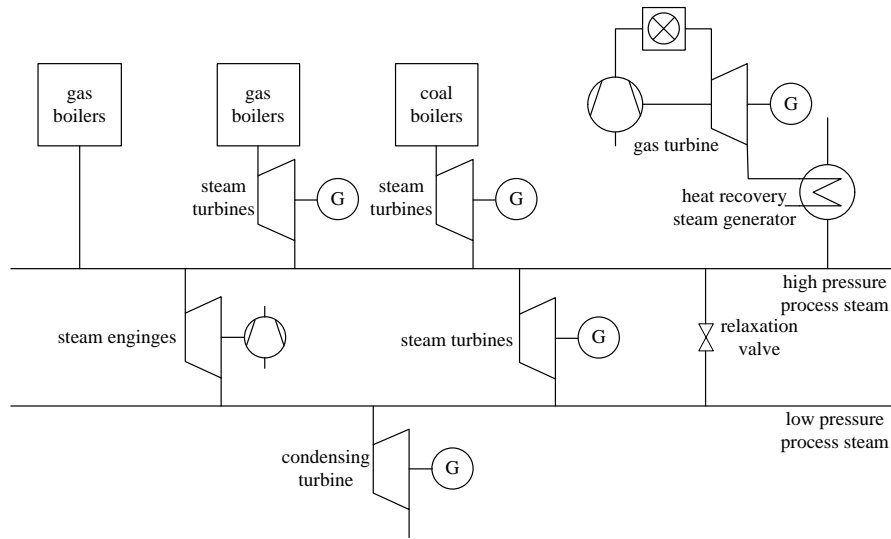 gas
boilers
gas
boilers
coal
boilers
G
gas turbine
steam
turbines
G
steam
turbines
G
heat recovery
steam generator
high pressure
process steam
steam enginges
steam turbines
G
relaxation
valve
low pressure
process steam
condensing
turbine
G